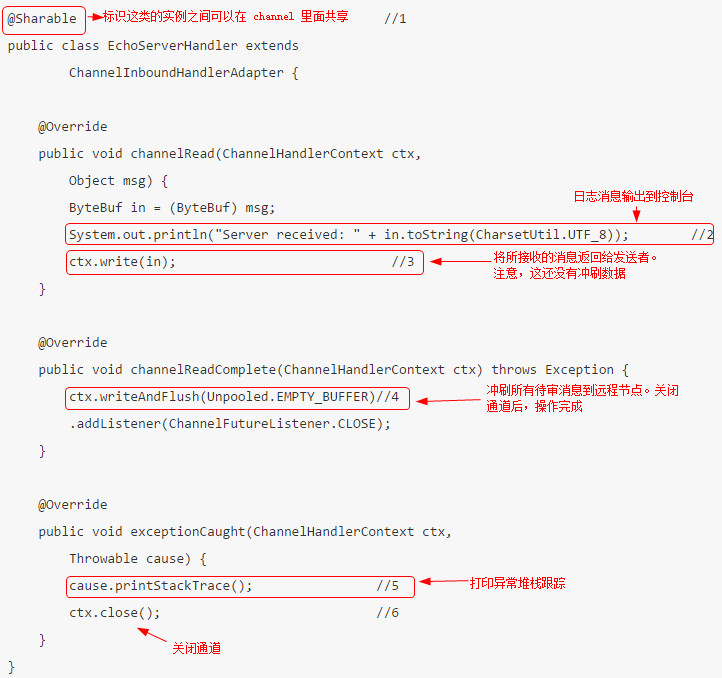 @Sharable 标识这类的实例之间可以在 channel 里面共享 //1
public class EchoServerHandler extends
ChannelInboundHandlerAdapter {
@Override
public void channelRead(ChannelHandlerContext ctx,
Object msg) {
ByteBuf in = (ByteBuf) msg;
日志消息输出到控制台
System.out.println("Server received: " + in.toString(CharsetUtil.UTF_8)); //2
ctx.write(in); //3
将所接收的消息返回给发送者。
注意，这还没有冲刷数据
}
@Override
public void channelReadComplete(ChannelHandlerContext ctx) throws Exception {
ctx.writeAndFlush(Unpooled.EMPTY_BUFFER)//4
冲刷所有待审消息到远程节点。关闭
通道后，操作完成
.addListener(ChannelFutureListener.CLOSE);
}
@Override
public void exceptionCaught(ChannelHandlerContext ctx,
Throwable cause) {
cause.printStackTrace(); //5
打印异常堆栈跟踪
ctx.close(); //6
关闭通道
}
}